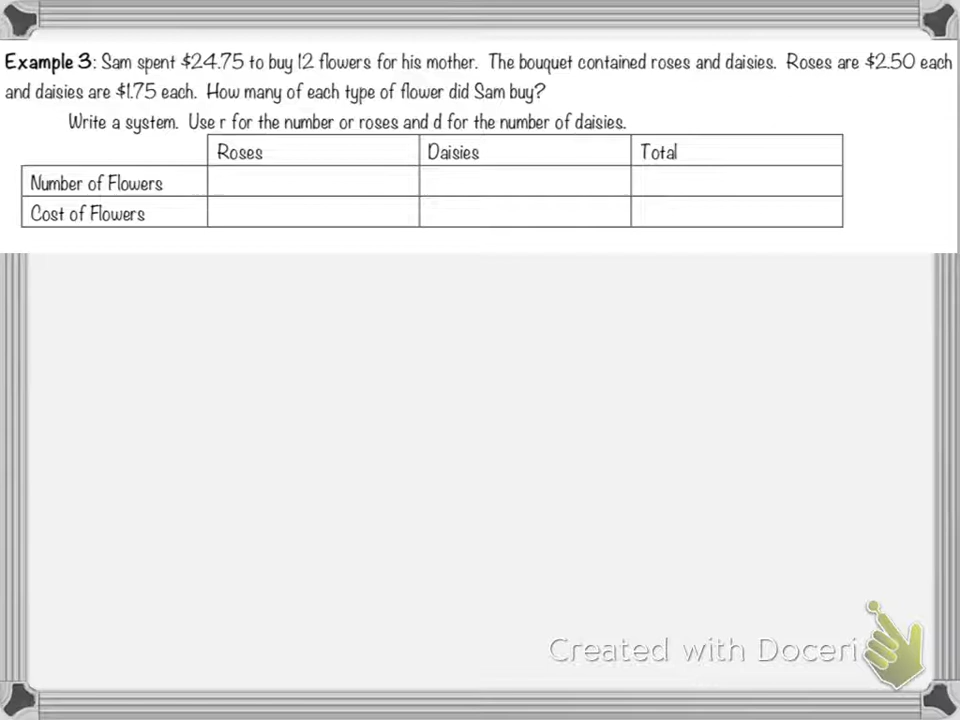 Example 3: Sam spent $24.75 to buy 12 flowers for his mother. The bouquet contained roses and daisies. Roses are $2.50 each
and daisies are $1.75 each. How many of each type of flower did Sam buy?
Write a system. Use r for the number or roses and d for the number of daisies.
Roses Daisies Total
Number of Flowers
Cost of Flowers
Created with Doceri